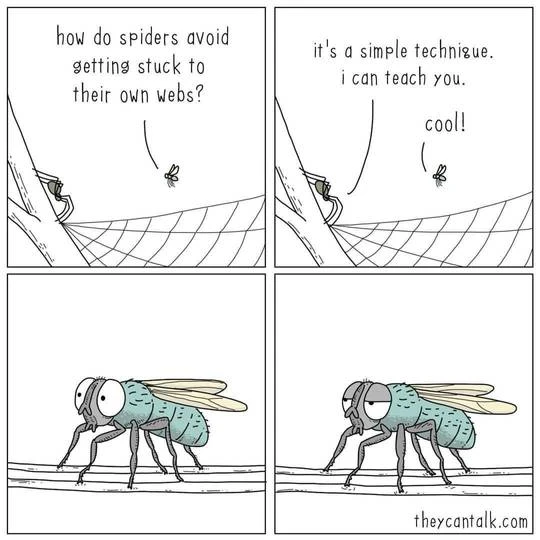 how do spiders avoid
getting stuck to
their own webs?
it's a simple technique.
i can teach you.
cool!
theycantalk.com